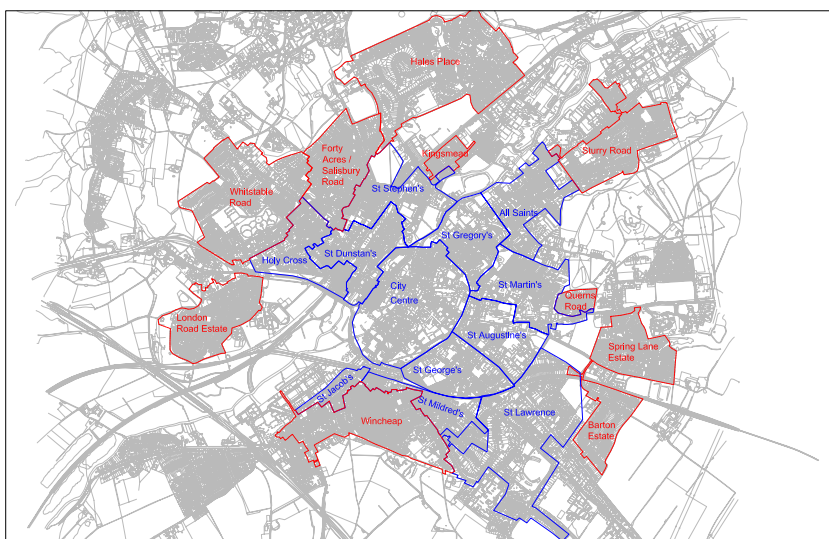 Hales Place
Forty
Acres /
Salisbury
Road
Kingsmead
Sturry Road
Whitstable
Road
St Stephen's
All Saints
St Gregory's
Holy Cross
St Dunstan's
City
Centre
St Martin's
Querns
Road
London
Road Estate
St Augustine's
Spring Lane
Estate
St George's
St Jacob's
St Mildred's
St Lawrence
Wincheap
Barton
Estate